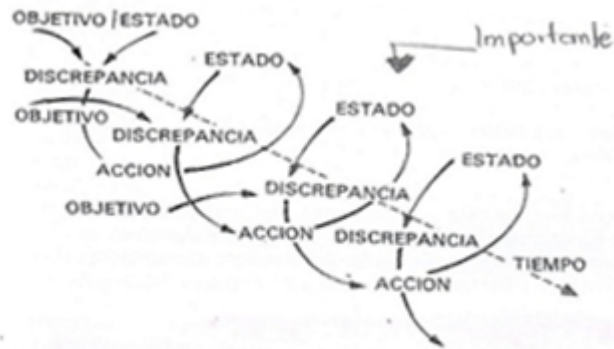 OBJETIVO / ESTADO
Importante
DISCREPANCIA
ESTADO
OBJETIVO
DISCREPANCIA
ESTADO
ACCION
ESTADO
DISCREPANCIA
OBJETIVO
ACCION
DISCREPANCIA
TIEMPO
ACCION